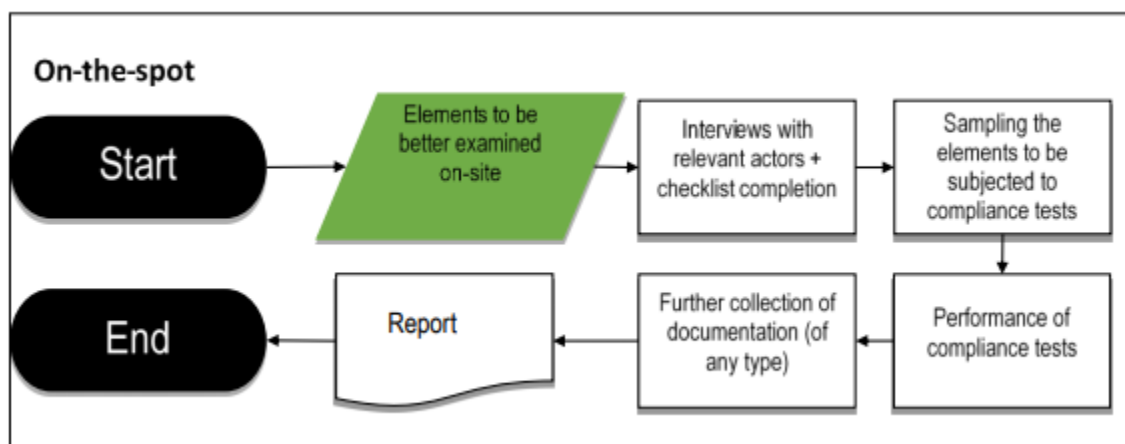 On-the-spot
Start
Elements to be
better examined
on-site
Interviews with
relevant actors +
checklist completion
Sampling the
elements to be
subjected to
compliance tests
Performance of
compliance tests
Further collection of
documentation (of
any type)
Report
End